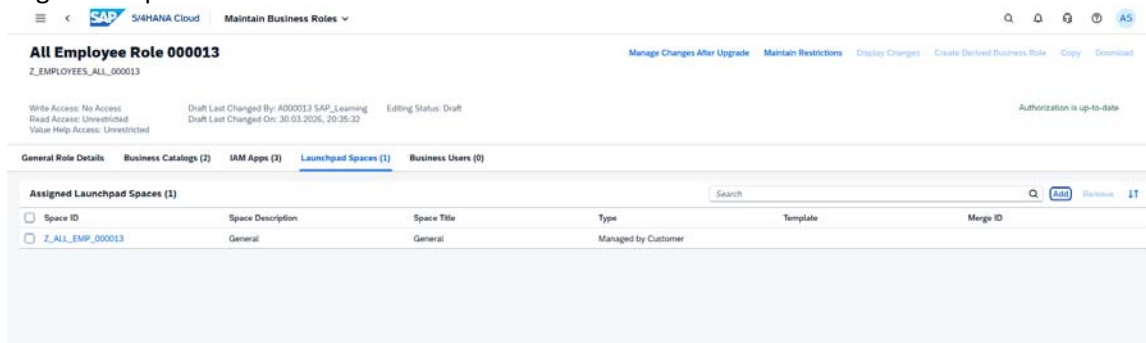 SAP S/4HANA Cloud Maintain Business Roles AS
All Employee Role 000013 Manage Changes After Upgrade Maintain Restrictions Display Changes Create Derived Business Role Copy Download
Z_EMPLOYEES_ALL_000013
Write Access: No Access Draft Last Changed By: A000013 SAP_Learning Editing Status: Draft Authorization is up-to-date
Read Access: Unrestricted Draft Last Changed On: 30.03.2026, 20:35:32
Value Help Access: Unrestricted
General Role Details Business Catalogs (2) IAM Apps (3) Launchpad Spaces (1) Business Users (0)
Assigned Launchpad Spaces (1) Search Add Remove
Space ID Space Description Space Title Type Template Merge ID
Z_ALL_EMP_000013 General General Managed by Customer